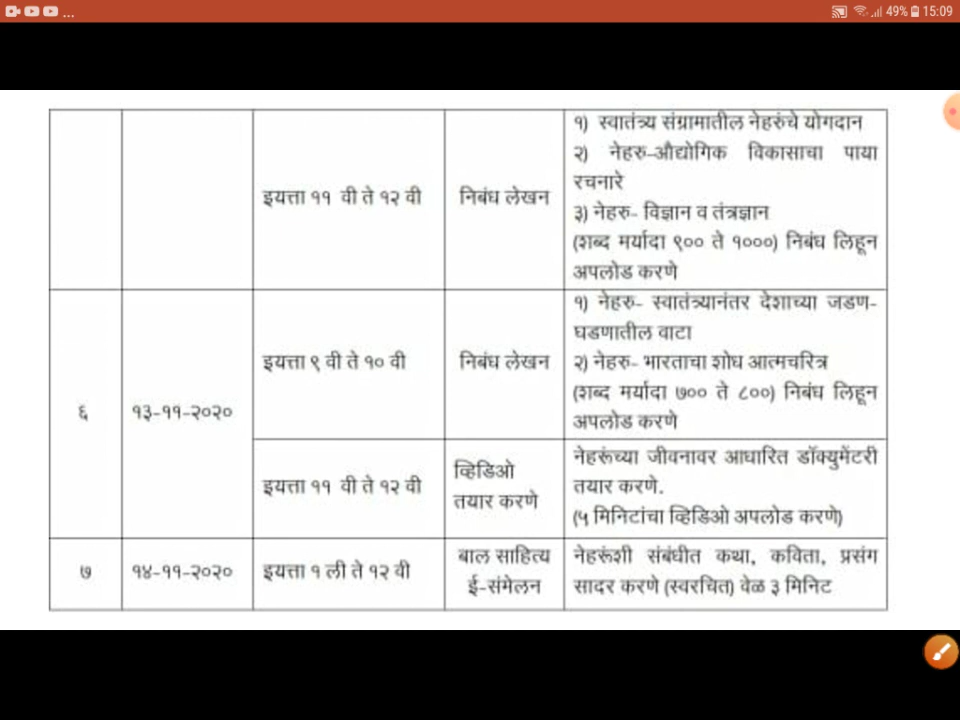 ... 49% 15:09
इयत्ता ११ वी ते १२ वी
निबंध लेखन
१) स्वातंत्र्य संग्रामातील नेहरुंचे योगदान
२) नेहरु-औद्योगिक विकासाचा पाया
रचनारे
३) नेहरु- विज्ञान व तंत्रज्ञान
(शब्द मर्यादा ९०० ते १०००) निबंध लिहून
अपलोड करणे
६
१३-११-२०२०
इयत्ता ९ वी ते १० वी
निबंध लेखन
१) नेहरु- स्वातंत्र्यानंतर देशाच्या जडण-
घडणातील वाटा
२) नेहरु- भारताचा शोध आत्मचरित्र
(शब्द मर्यादा ७०० ते ८००) निबंध लिहून
अपलोड करणे
इयत्ता ११ वी ते १२ वी
व्हिडिओ
तयार करणे
नेहरूंच्या जीवनावर आधारित डॉक्युमेंटरी
तयार करणे.
(५ मिनिटांचा व्हिडिओ अपलोड करणे)
७
१४-११-२०२०
इयत्ता १ ली ते १२ वी
बाल साहित्य
ई-संमेलन
नेहरूंशी संबंधीत कथा, कविता, प्रसंग
सादर करणे (स्वरचित) वेळ ३ मिनिट